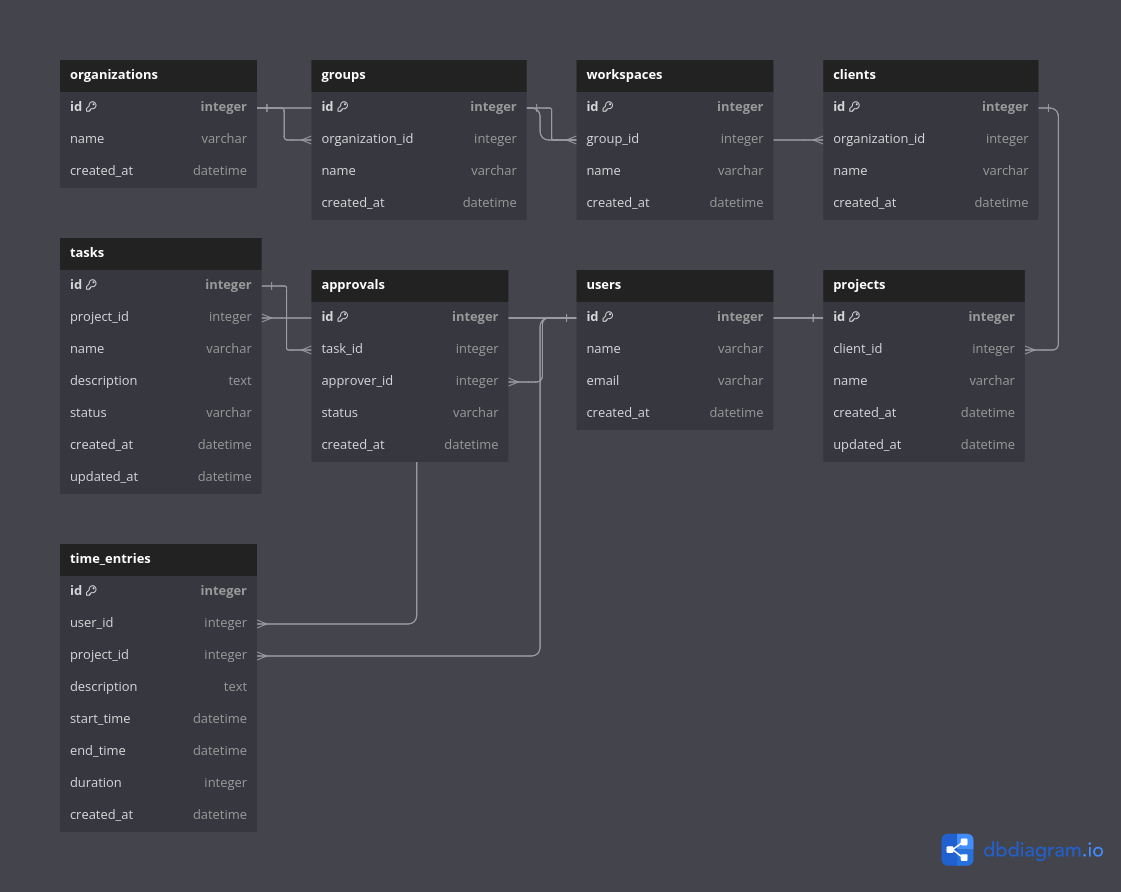 organizations
id integer
name varchar
created_at datetime
groups
id integer
organization_id integer
name varchar
created_at datetime
workspaces
id integer
group_id integer
name varchar
created_at datetime
clients
id integer
organization_id integer
name varchar
created_at datetime
tasks
id integer
project_id integer
name varchar
description text
status varchar
created_at datetime
updated_at datetime
approvals
id integer
task_id integer
approver_id integer
status varchar
created_at datetime
users
id integer
name varchar
email varchar
created_at datetime
projects
id integer
client_id integer
name varchar
created_at datetime
updated_at datetime
time_entries
id integer
user_id integer
project_id integer
description text
start_time datetime
end_time datetime
duration integer
created_at datetime
dbdiagram.io